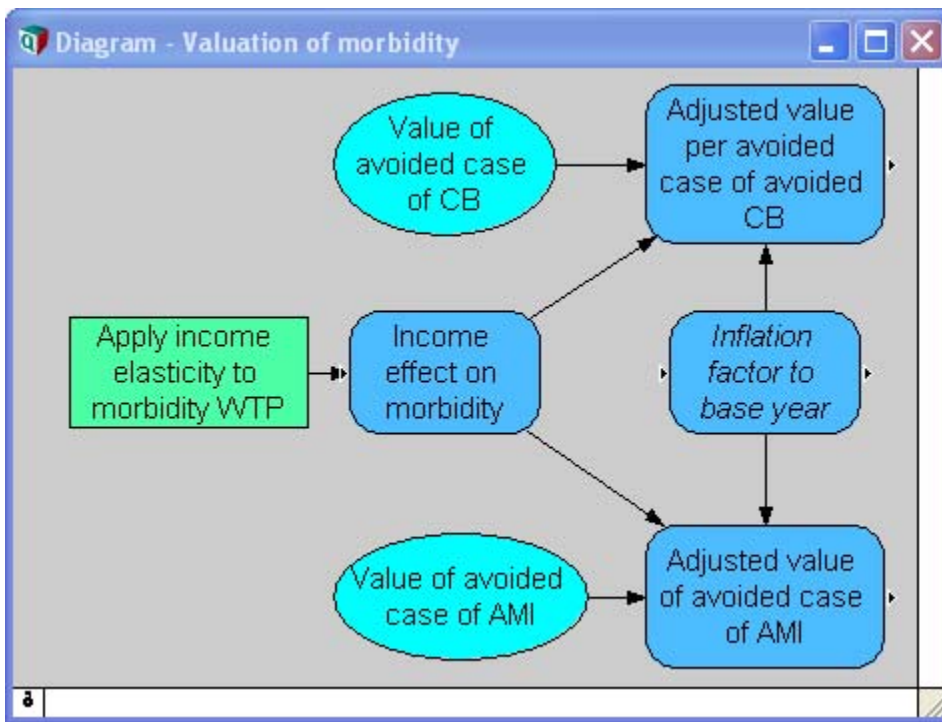 Diagram - Valuation of morbidity
Value of
avoided case
of CB
Adjusted value
per avoided
case of avoided
CB
Apply income
elasticity to
morbidity WTP
Income
effect on
morbidity
Inflation
factor to
base year
Value of avoided
case of AMI
Adjusted value
of avoided case
of AMI